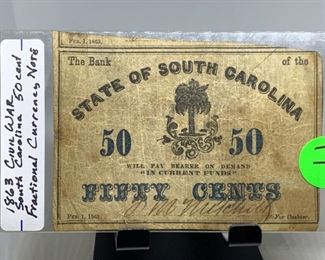 1863 CIVIL WAR
South Carolina 50 cent
Fractional Currency Note
FEB. 1, 1863.
The Bank of the
STATE OF SOUTH CAROLINA
50 50
WILL PAY BEARER ON DEMAND
"IN CURRENT FUNDS"
FIFTY CENTS
FEB. 1, 1863.
For Cashier.